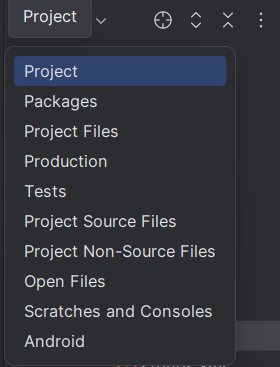 Project
Project
Packages
Project Files
Production
Tests
Project Source Files
Project Non-Source Files
Open Files
Scratches and Consoles
Android